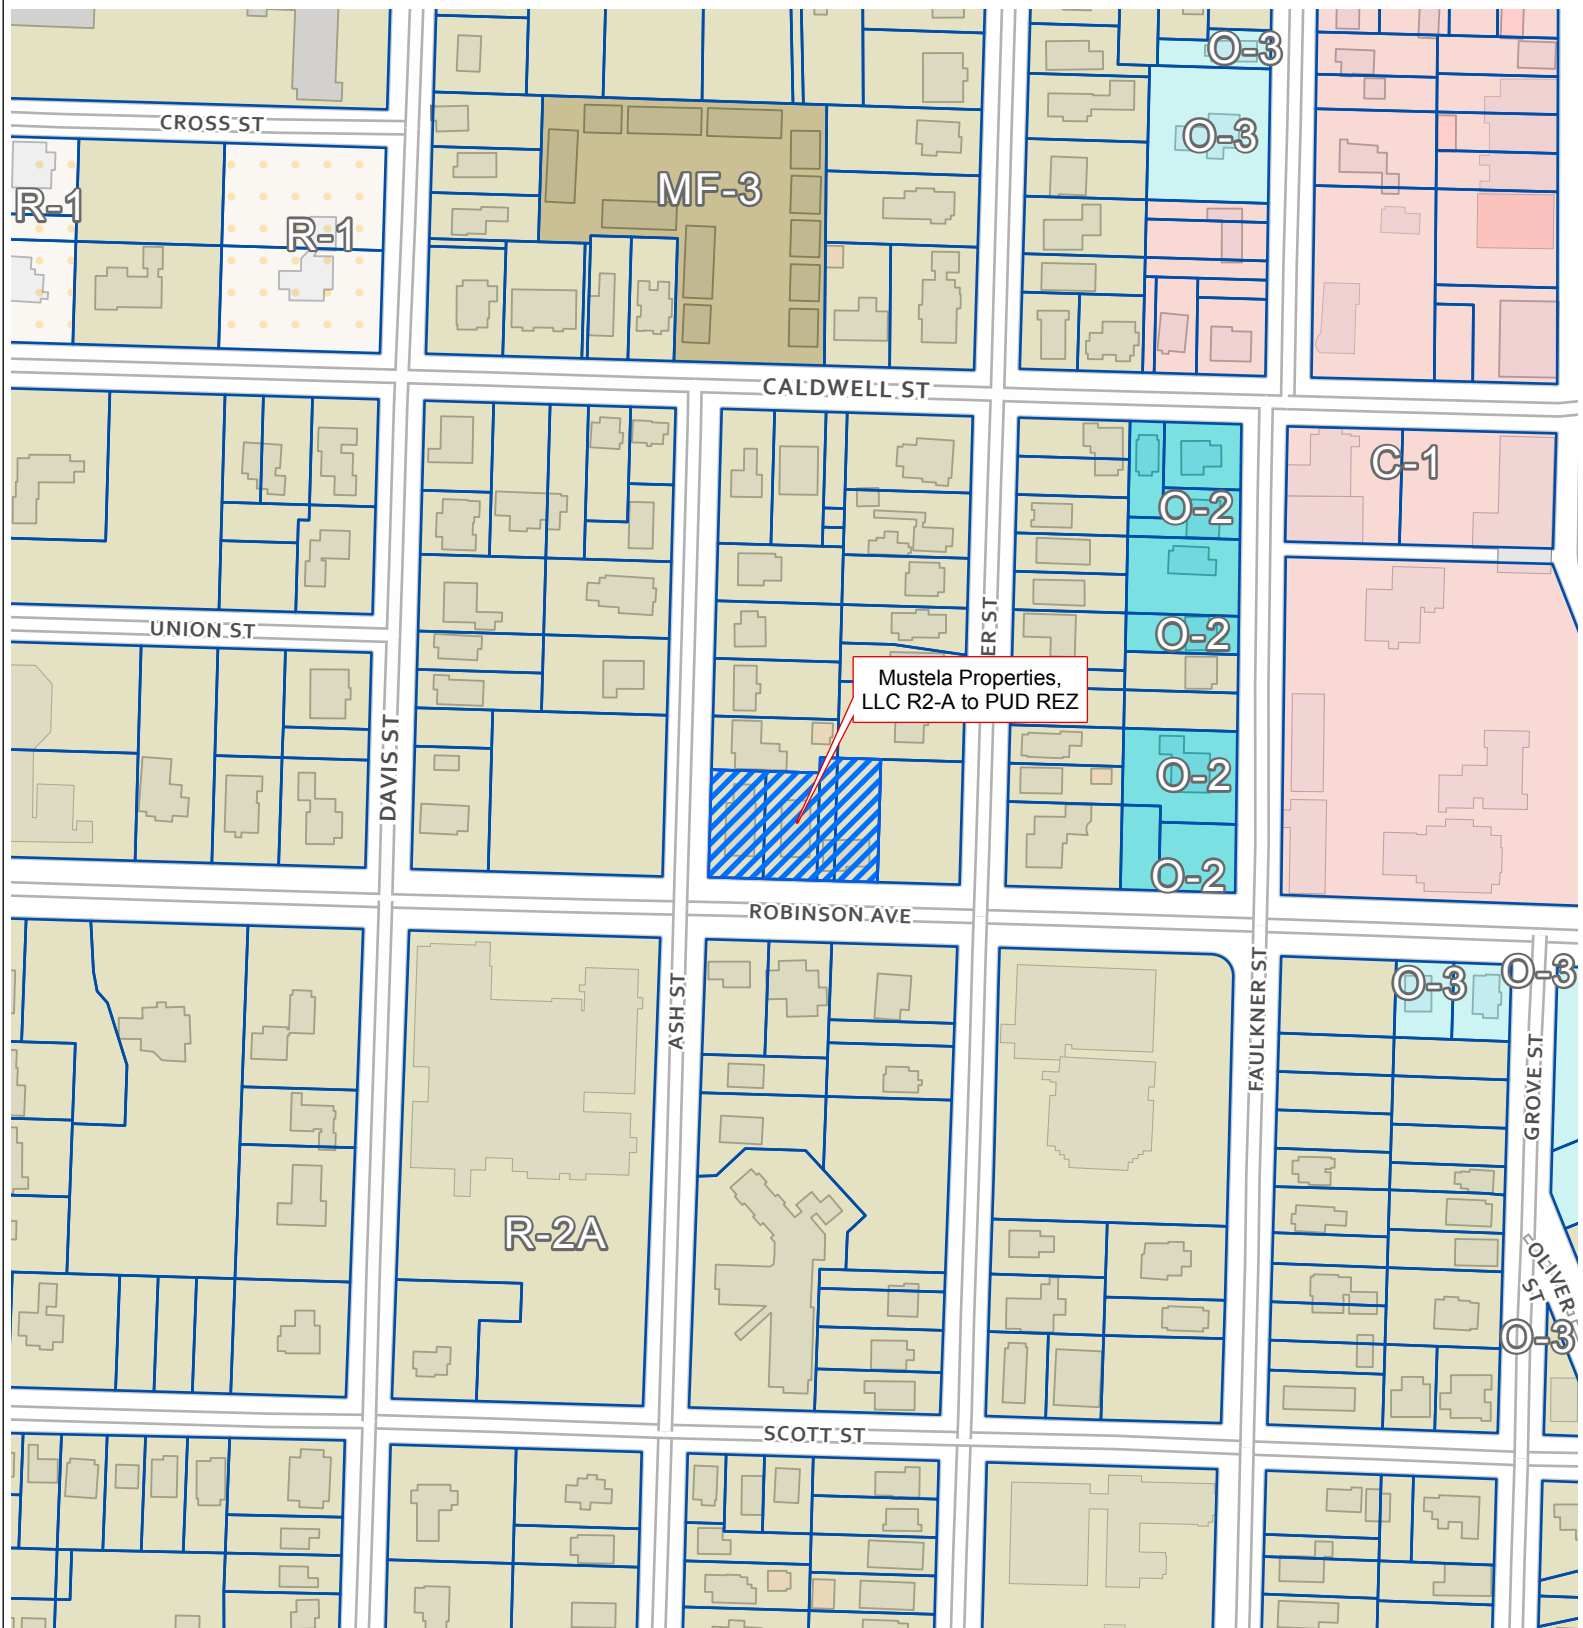 O-3
CROSS ST
O-3
MF-3
R-1
R-1
CALDWELL ST
C-1
O-2
UNION ST
ER ST
O-2
Mustela Properties,
LLC R2-A to PUD REZ
DAVIS ST
O-2
O-2
ROBINSON AVE
O-3
O-3
ASH ST
FAULKNER ST
GROVE ST
R-2A
OLIVER
ST
O-3
SCOTT ST